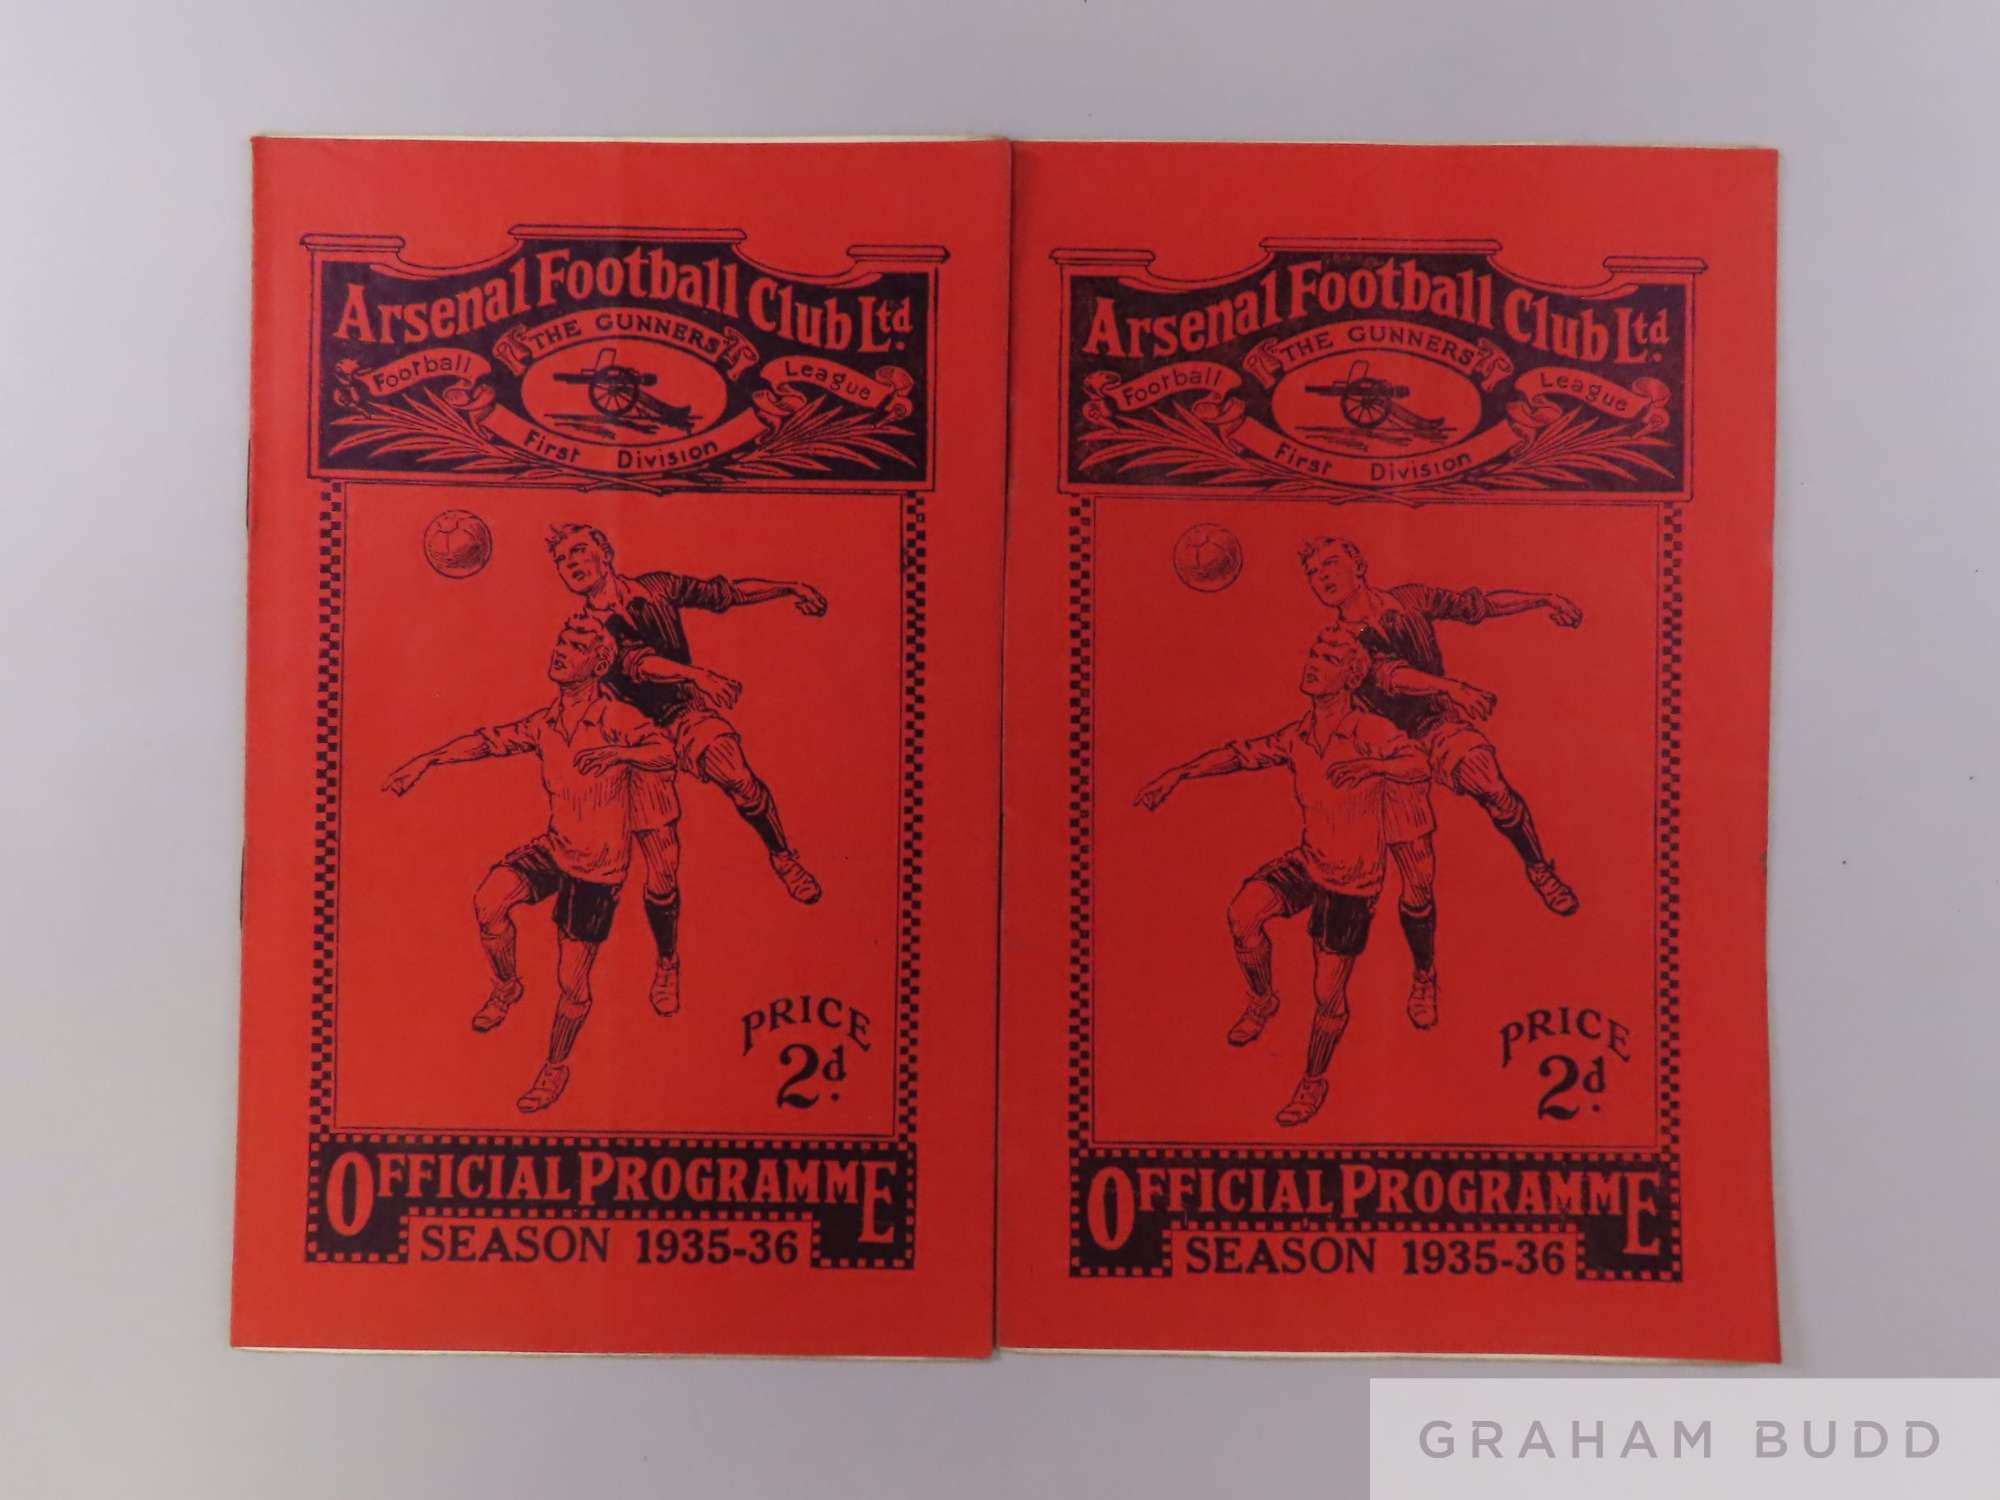 Arsenal Football Club Ltd.
THE GUNNERS
Football League
First Division
PRICE
2d.
OFFICIAL PROGRAMME
SEASON 1935-36
Arsenal Football Club Ltd.
THE GUNNERS
Football League
First Division
PRICE
2d.
OFFICIAL PROGRAMME
SEASON 1935-36
GRAHAM BUDD